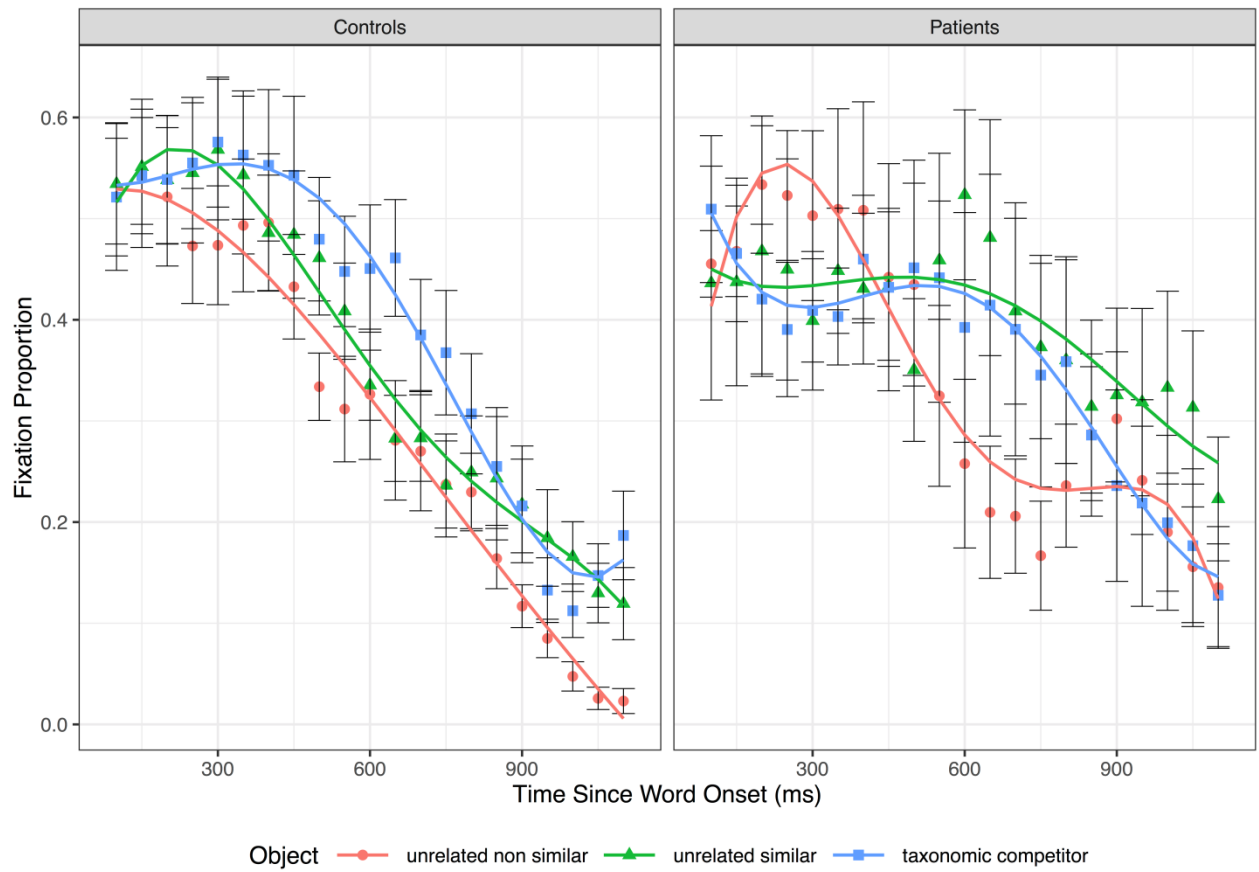 Controls
Patients
Fixation Proportion
0.6
0.4
0.2
0.0
300 600 900
300 600 900
Time Since Word Onset (ms)
Object unrelated non similar unrelated similar taxonomic competitor